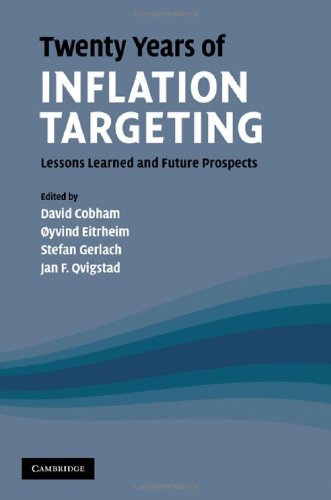 Twenty Years of
INFLATION
TARGETING
Lessons Learned and Future Prospects
Edited by
David Cobham
Øyvind Eitrheim
Stefan Gerlach
Jan F. Qvigstad
CAMBRIDGE